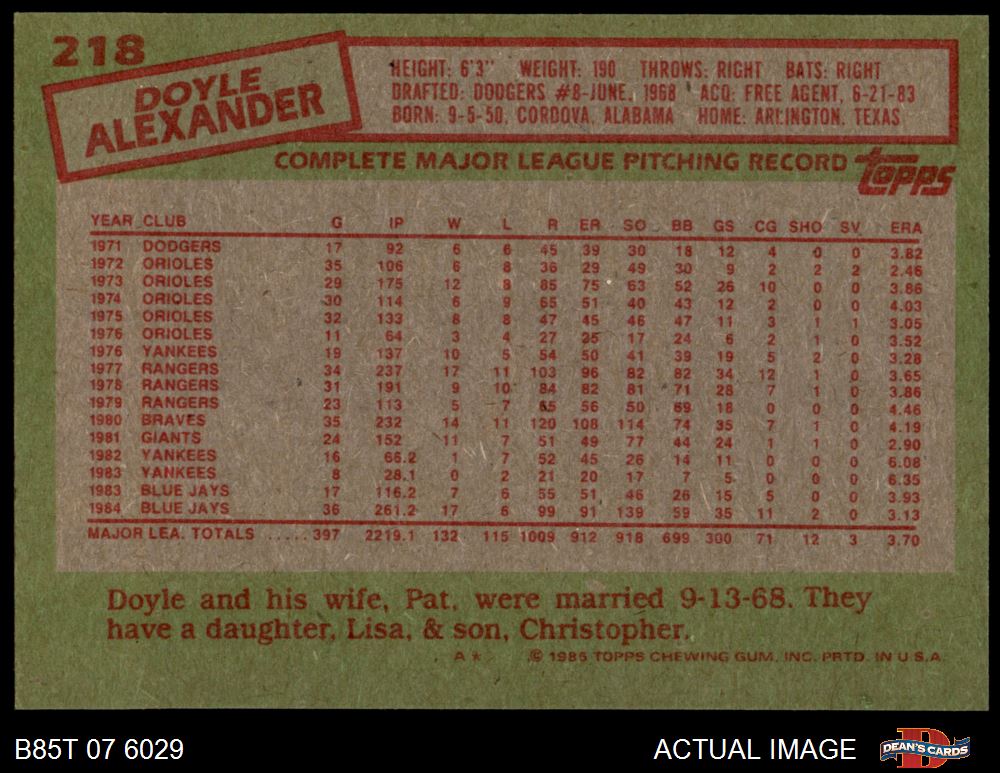 218
DOYLE
ALEXANDER
HEIGHT: 6'3" WEIGHT: 190 THROWS: RIGHT BATS: RIGHT
DRAFTED: DODGERS #8-JUNE, 1968 ACQ: FREE AGENT, 6-21-83
BORN: 9-5-50, CORDOVA, ALABAMA HOME: ARLINGTON, TEXAS
COMPLETE MAJOR LEAGUE PITCHING RECORD topps
YEAR CLUB G IP W L R ER SO BB GS CG SHO SV ERA
1971 DODGERS 17 92 6 6 45 39 30 18 12 4 0 0 3.82
1972 ORIOLES 35 106 6 8 36 29 49 30 9 2 2 2 2.46
1973 ORIOLES 29 175 12 8 85 75 63 52 26 10 0 0 3.86
1974 ORIOLES 30 114 6 9 65 51 40 43 12 2 0 0 4.03
1975 ORIOLES 32 133 8 8 47 45 46 47 11 3 1 1 3.05
1976 ORIOLES 11 64 3 4 27 25 17 24 6 2 1 0 3.52
1976 YANKEES 19 137 10 5 54 50 41 39 19 5 2 0 3.28
1977 RANGERS 34 237 17 11 103 96 82 82 34 12 1 0 3.65
1978 RANGERS 31 191 9 10 84 82 81 71 28 7 1 0 3.86
1979 RANGERS 23 113 5 7 65 56 50 69 18 0 0 0 4.46
1980 BRAVES 35 232 14 11 120 108 114 74 35 7 1 0 4.19
1981 GIANTS 24 152 11 7 51 49 77 44 24 1 1 0 2.90
1982 YANKEES 16 66.2 1 7 52 45 26 14 11 0 0 0 6.08
1983 YANKEES 8 28.1 0 2 21 20 17 7 5 0 0 0 6.35
1983 BLUE JAYS 17 116.2 7 6 55 51 46 26 15 5 0 0 3.93
1984 BLUE JAYS 36 261.2 17 6 99 91 139 59 35 11 2 0 3.13
MAJOR LEA. TOTALS ..... 397 2219.1 132 115 1009 912 918 699 300 71 12 3 3.70
Doyle and his wife, Pat, were married 9-13-68. They
have a daughter, Lisa, & son, Christopher.
A * © 1985 TOPPS CHEWING GUM, INC. PRTD. IN U.S.A.
B85T 07 6029 ACTUAL IMAGE DEAN'S CARDS